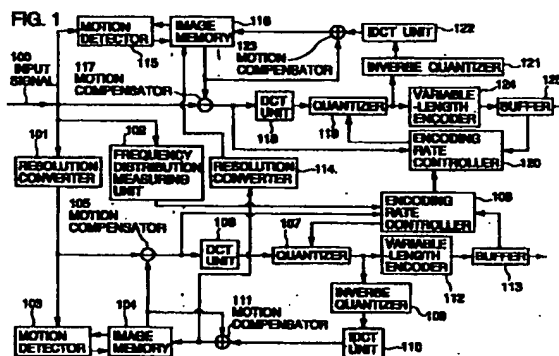 FIG. 1
100
INPUT
SIGNAL
MOTION
DETECTOR
115
IMAGE
MEMORY
116
123
MOTION
COMPENSATOR
IDCT UNIT
122
INVERSE QUANTIZER
121
117
MOTION
COMPENSATOR
DCT
UNIT
118
QUANTIZER
119
124
VARIABLE
-LENGTH
ENCODER
125
BUFFER
ENCODING
RATE
CONTROLLER
120
101
RESOLUTION
CONVERTER
102
FREQUENCY
DISTRIBUTION
MEASURING
UNIT
RESOLUTION
CONVERTER
114
105
MOTION
COMPENSATOR
106
DCT
UNIT
107
QUANTIZER
ENCODING
RATE
CONTROLLER
108
VARIABLE
-LENGTH
ENCODER
112
BUFFER
113
INVERSE
QUANTIZER
109
103
MOTION
DETECTOR
104
IMAGE
MEMORY
111
MOTION
COMPENSATOR
IDCT
UNIT
110